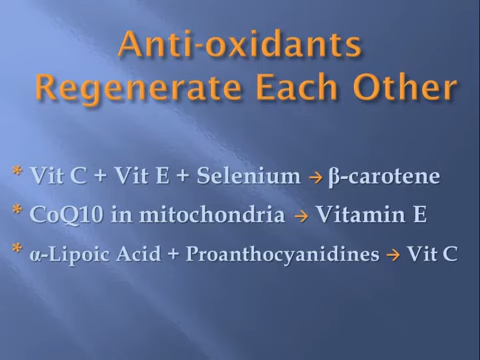 Anti-oxidants
Regenerate Each Other
* Vit C + Vit E + Selenium → β-carotene
* CoQ10 in mitochondria → Vitamin E
* α-Lipoic Acid + Proanthocyanidines → Vit C